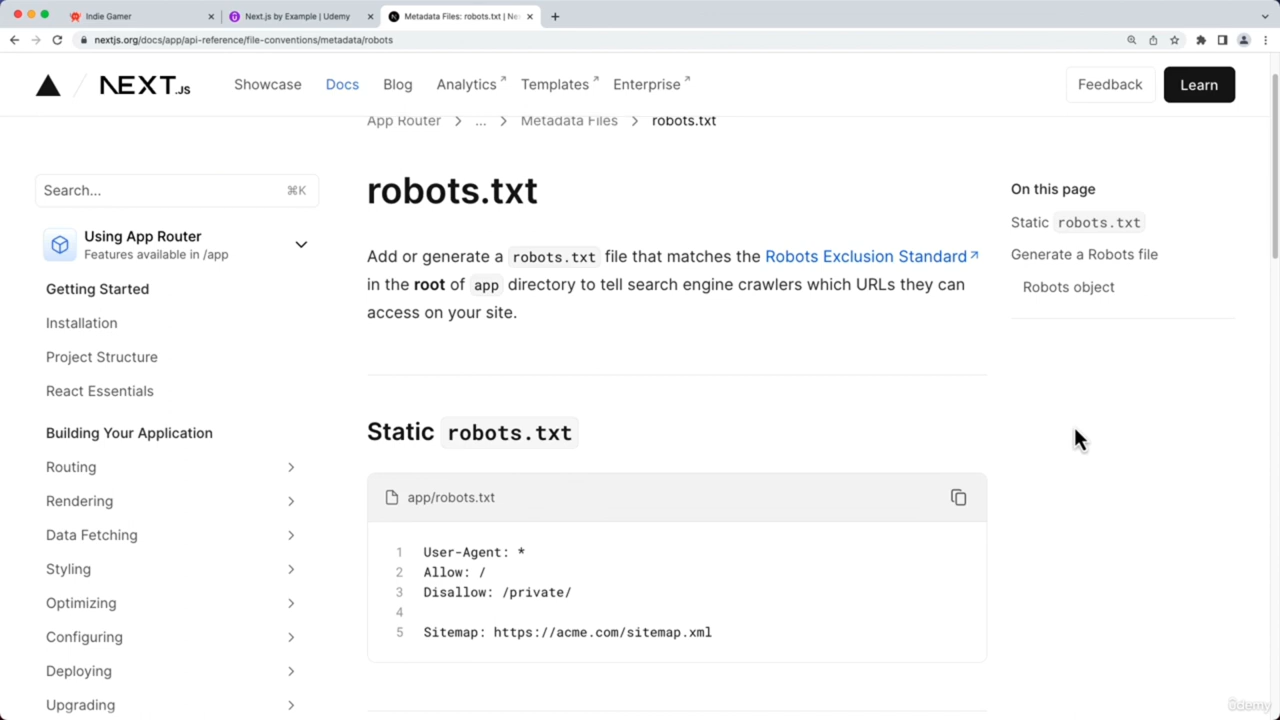 Indie Gamer
Next.js by Example | Udemy
Metadata Files: robots.txt | Ne
nextjs.org/docs/app/api-reference/file-conventions/metadata/robots
NEXT.JS
Showcase
Docs
Blog
Analytics
Templates
Enterprise
Feedback
Learn
App Router > ... > Metadata Files > robots.txt
Search...
⌘K
Using App Router
Features available in /app
Getting Started
Installation
Project Structure
React Essentials
Building Your Application
Routing
Rendering
Data Fetching
Styling
Optimizing
Configuring
Deploying
Upgrading
robots.txt
Add or generate a robots.txt file that matches the Robots Exclusion Standard
in the root of app directory to tell search engine crawlers which URLs they can
access on your site.
Static robots.txt
app/robots.txt
1 User-Agent: *
2 Allow: /
3 Disallow: /private/
4
5 Sitemap: https://acme.com/sitemap.xml
On this page
Static robots.txt
Generate a Robots file
Robots object
ûdemy